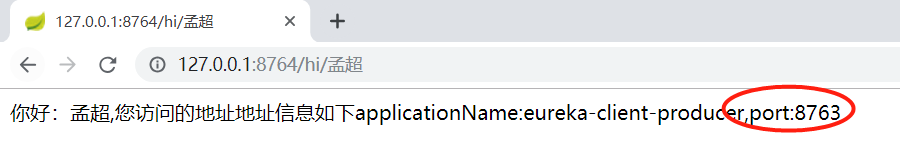 127.0.0.1:8764/hi/孟超
127.0.0.1:8764/hi/孟超
你好：孟超,您访问的地址地址信息如下applicationName:eureka-client-producer,port:8763